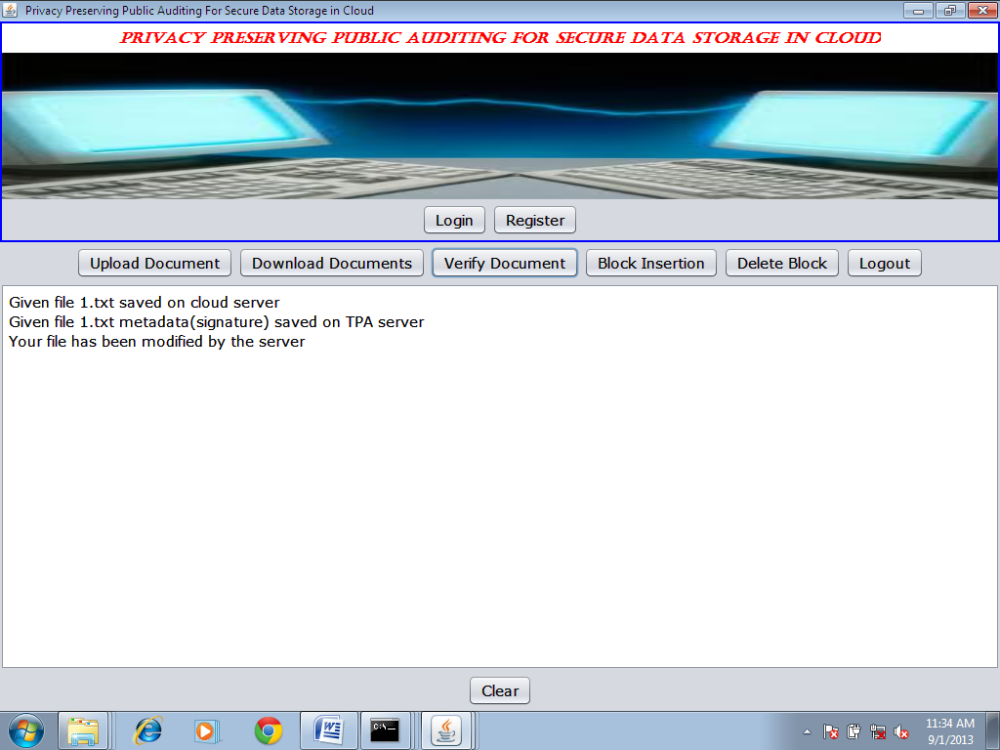 Privacy Preserving Public Auditing For Secure Data Storage in Cloud
PRIVACY PRESERVING PUBLIC AUDITING FOR SECURE DATA STORAGE IN CLOUD
Login Register
Upload Document Download Documents Verify Document Block Insertion Delete Block Logout
Given file 1.txt saved on cloud server
Given file 1.txt metadata(signature) saved on TPA server
Your file has been modified by the server
Clear
C:\._
11:34 AM
9/1/2013